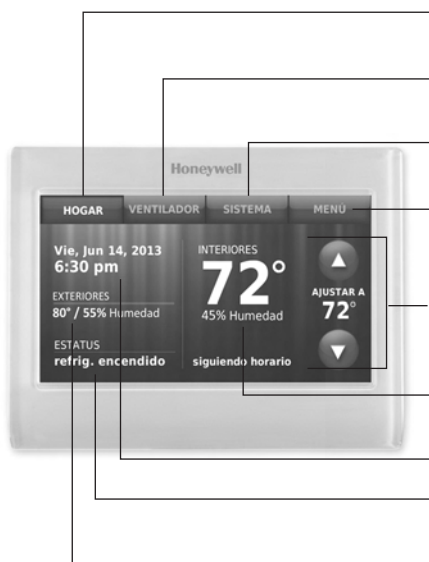 Honeywell
HOGAR
VENTILADOR
SISTEMA
MENÚ
Vie, Jun 14, 2013
6:30 pm
EXTERIORES
80° / 55% Humedad
ESTATUS
refrig. encendido
INTERIORES
72°
45% Humedad
siguiendo horario
AJUSTAR A
72°